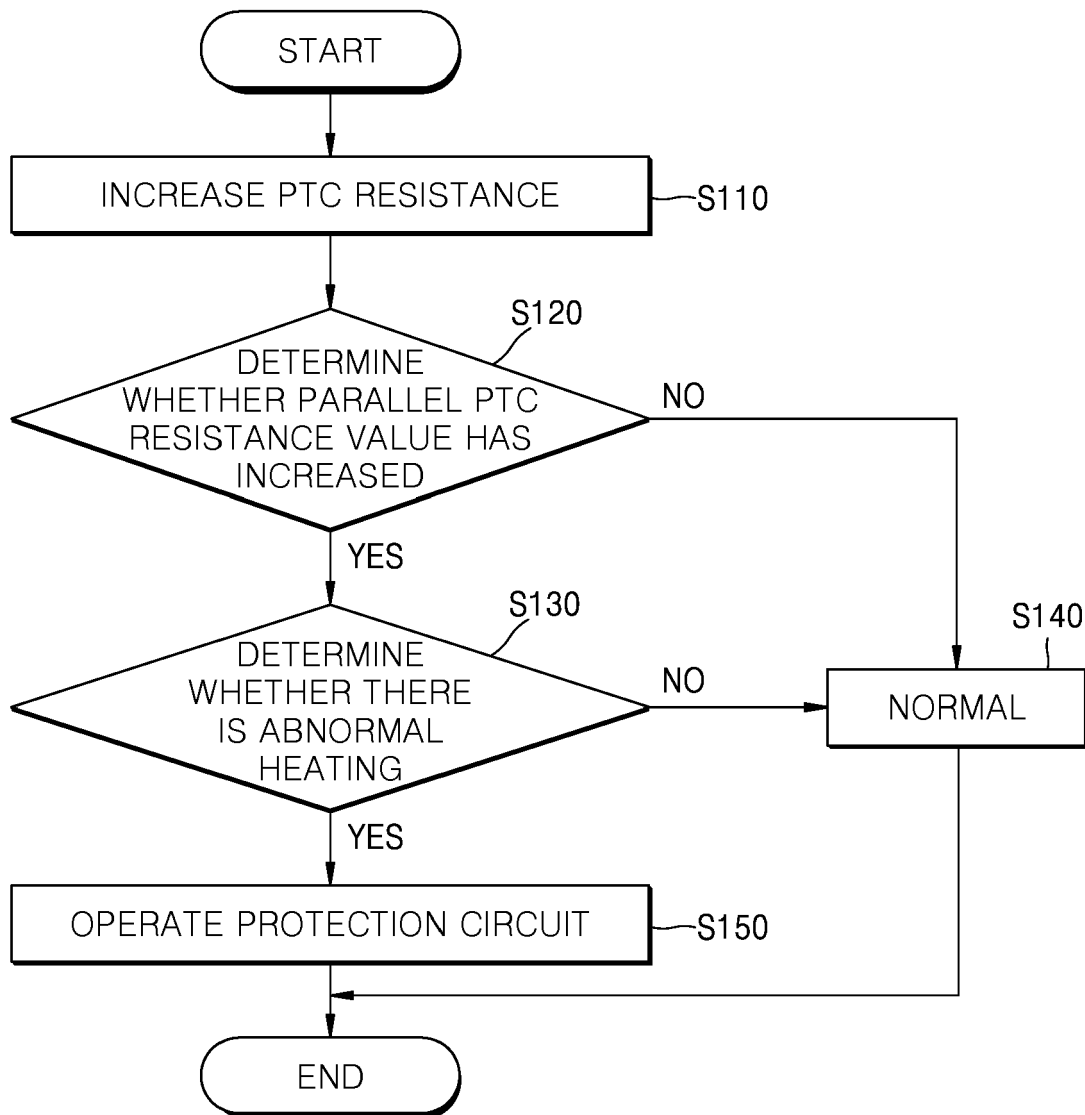 START
INCREASE PTC RESISTANCE
S110
S120
DETERMINE
WHETHER PARALLEL PTC
RESISTANCE VALUE HAS
INCREASED
NO
YES
S130
DETERMINE
WHETHER THERE
IS ABNORMAL
HEATING
NO
S140
NORMAL
YES
OPERATE PROTECTION CIRCUIT
S150
END